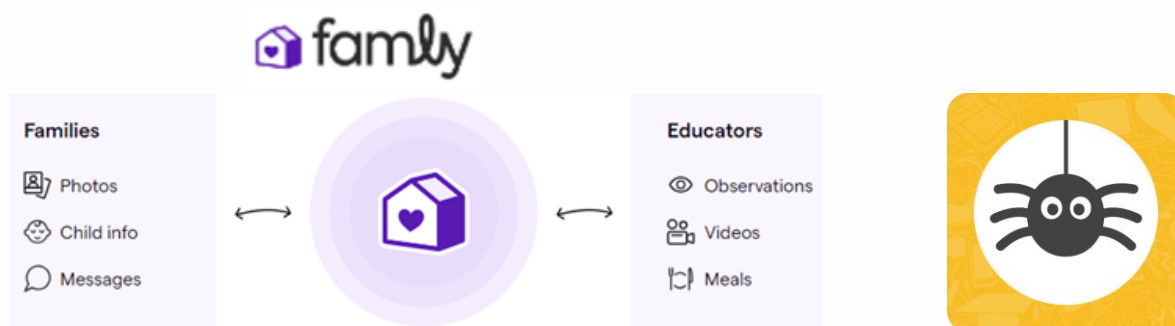 famly
Families
Photos
Child info
Messages
Educators
Observations
Videos
Meals